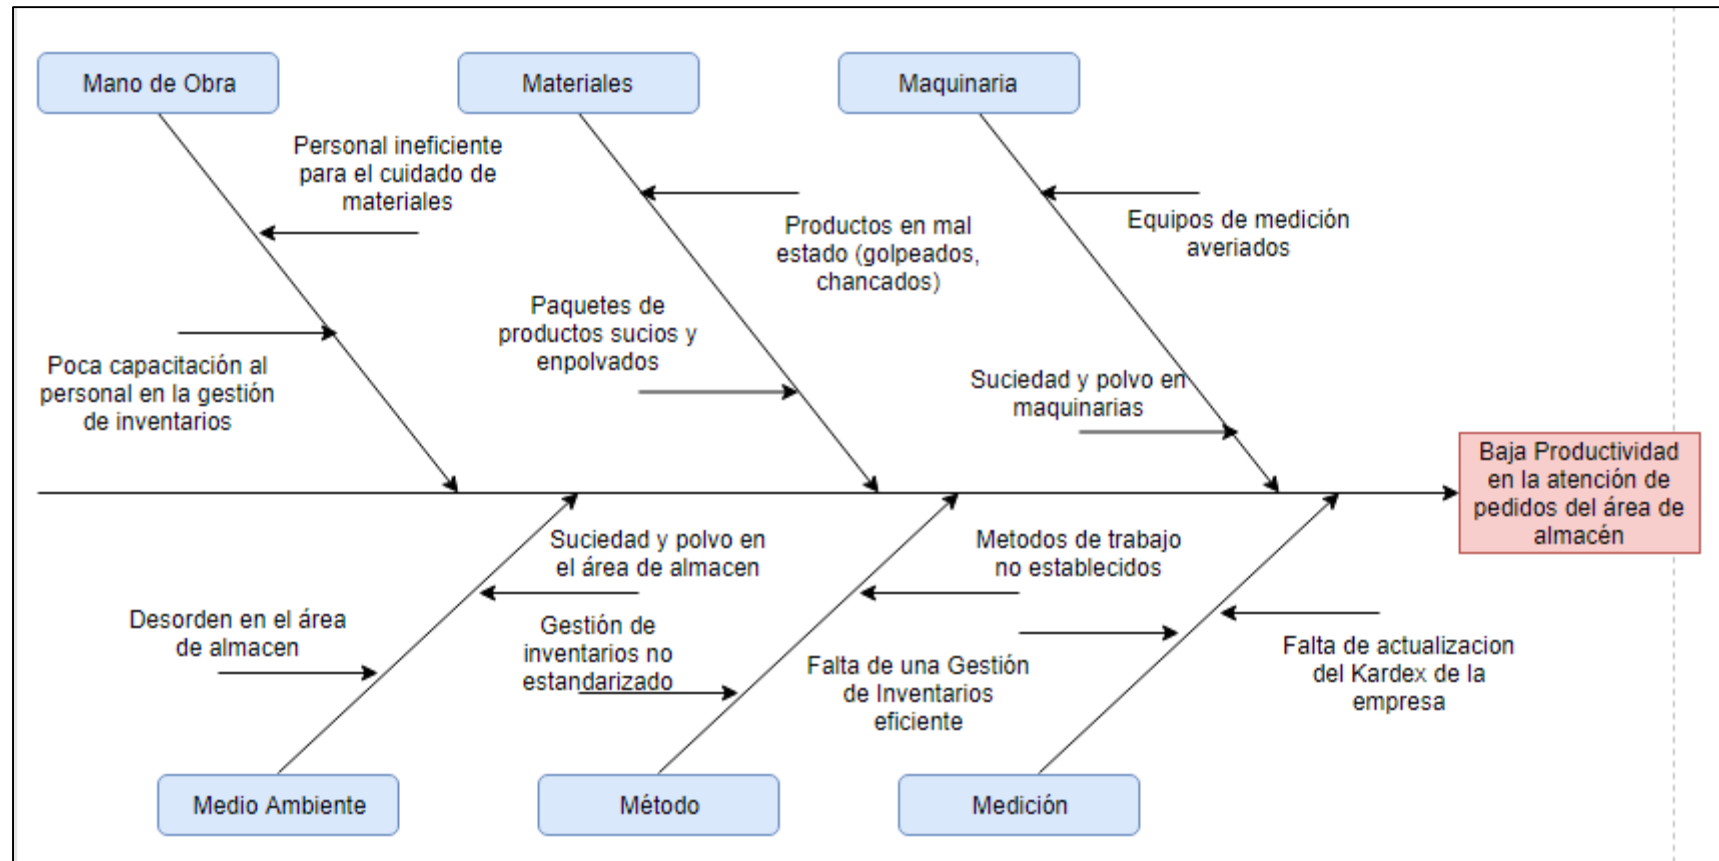 Mano de Obra
Materiales
Maquinaria
Personal ineficiente
para el cuidado de
materiales
Productos en mal
estado (golpeados,
chancados)
Equipos de medición
averiados
Paquetes de
productos sucios y
enpolvados
Poca capacitación al
personal en la gestión
de inventarios
Suciedad y polvo en
maquinarias
Baja Productividad
en la atención de
pedidos del área de
almacén
Suciedad y polvo en
el área de almacen
Metodos de trabajo
no establecidos
Desorden en el área
de almacen
Gestión de
inventarios no
estandarizado
Falta de una Gestión
de Inventarios
eficiente
Falta de actualizacion
del Kardex de la
empresa
Medio Ambiente
Método
Medición